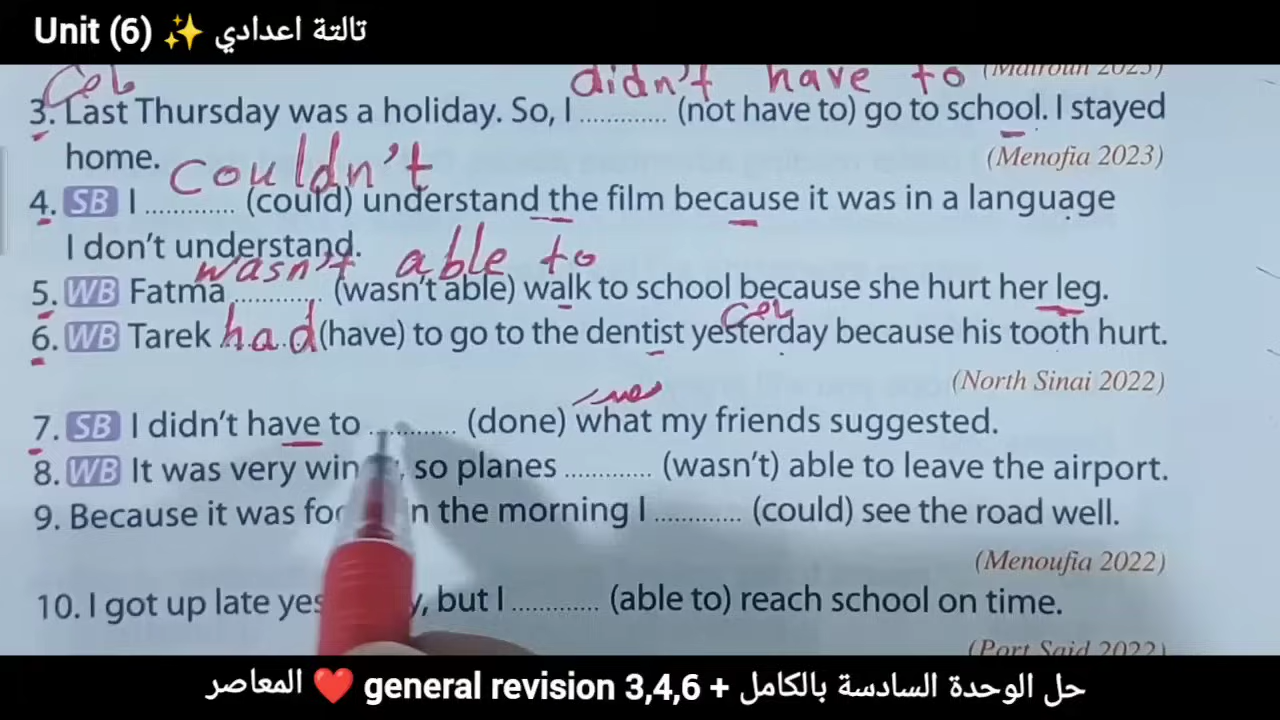 Unit (6) ✨ تالتة اعدادي
didn't have to
3. Last Thursday was a holiday. So, I ............ (not have to) go to school. I stayed
home. (Menofia 2023)
couldn't
4. SB I ............ (could) understand the film because it was in a language
I don't understand.
wasn't able to
5. WB Fatma ............ (wasn't able) walk to school because she hurt her leg.
6. WB Tarek had (have) to go to the dentist yesterday because his tooth hurt.
(North Sinai 2022)
مصدر
7. SB I didn't have to ............ (done) what my friends suggested.
8. WB It was very , so planes ............ (wasn't) able to leave the airport.
9. Because it was in the morning I ............ (could) see the road well.
(Menoufia 2022)
10. I got up late , but I ............ (able to) reach school on time.
(Port Said 2022)
حل الوحدة السادسة بالكامل + general revision 3,4,6 ❤️ المعاصر